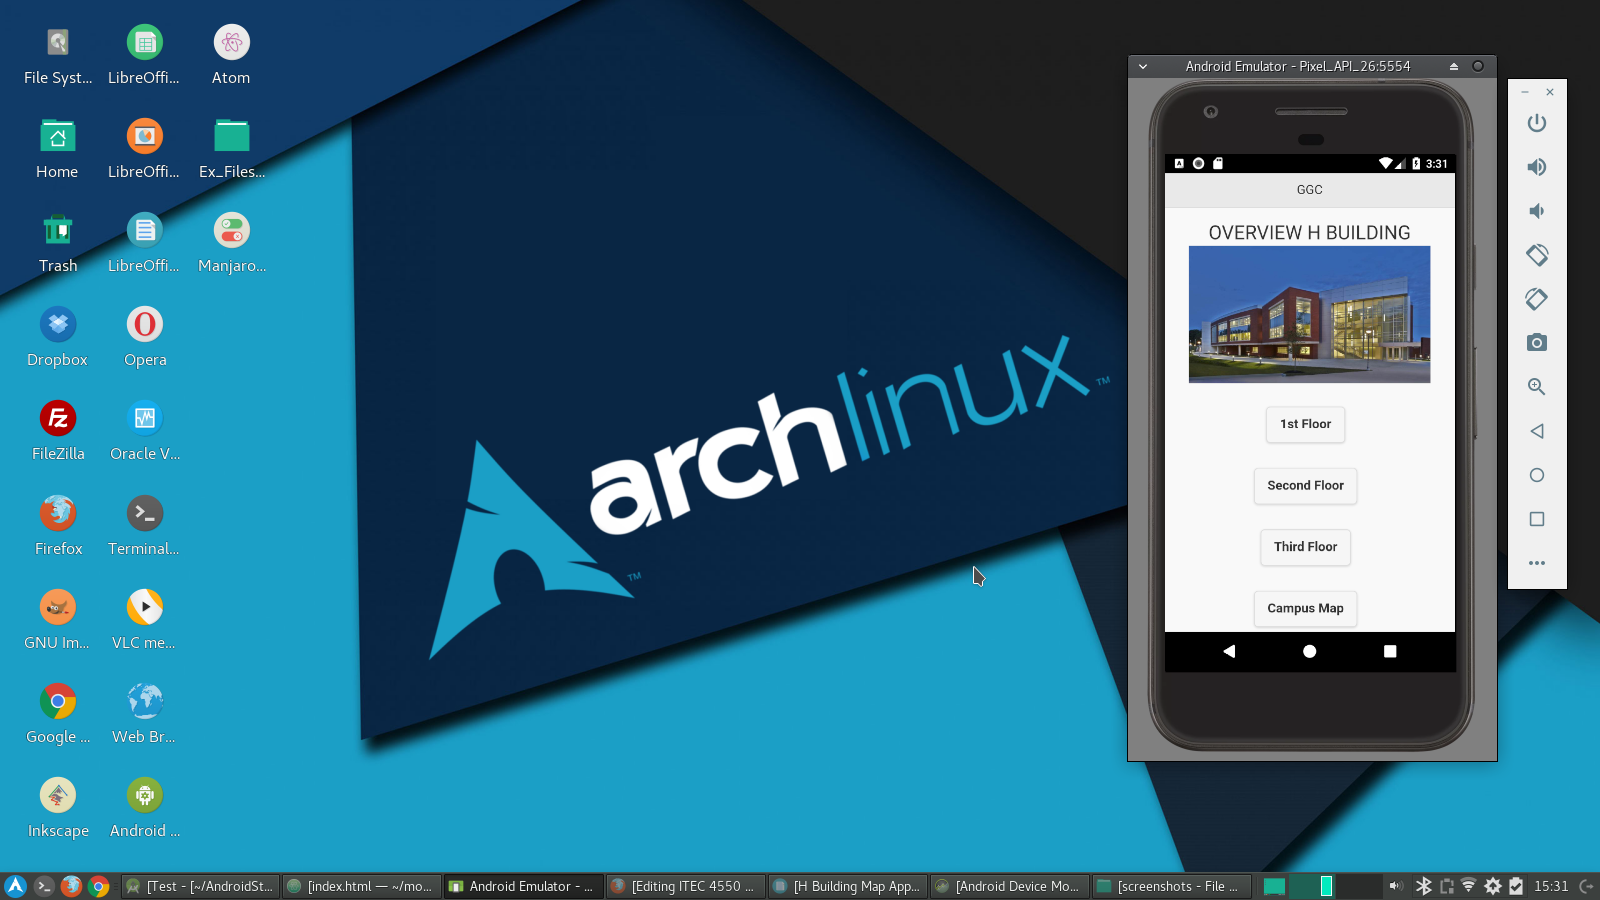 File Syst...
LibreOffi...
Atom
Home
LibreOffi...
Ex_Files...
Trash
LibreOffi...
Manjaro...
Dropbox
Opera
FileZilla
Oracle V...
Firefox
Terminal...
GNU Im...
VLC me...
Google ...
Web Br...
Inkscape
Android ...
archlinux TM
TM
Android Emulator - Pixel_API_26:5554
3:31
GGC
OVERVIEW H BUILDING
1st Floor
Second Floor
Third Floor
Campus Map
[Test - [~/AndroidSt...
[index.html — ~/mo...
Android Emulator - ...
[Editing ITEC 4550 ...
[H Building Map App...
[Android Device Mo...
[screenshots - File ...
15:31